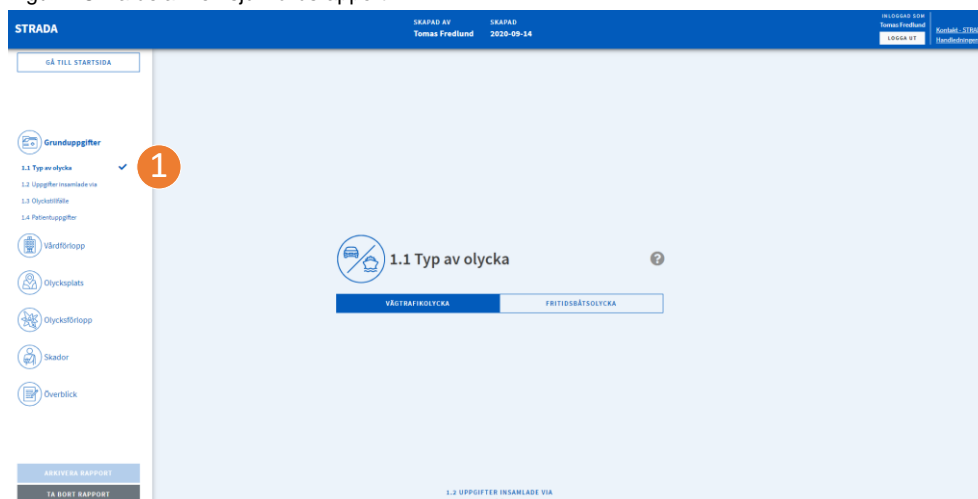 STRADA
SKAPAD AV
Tomas Fredlund
SKAPAD
2020-09-14
INLOGGAD SOM
Tomas Fredlund
LOGGA UT
Kontakt - STRA
Handledningen
GÅ TILL STARTSIDA
Grunduppgifter
1.1 Typ av olycka
1
1.2 Uppgifter insamlade via
1.3 Olyckstillfälle
1.4 Patientuppgifter
Vårdförlopp
Olycksplats
Olycksförlopp
Skador
Överblick
1.1 Typ av olycka
?
VÄGTRAFIKOLYCKA
FRITIDSBÅTSOLYCKA
ARKIVERA RAPPORT
TA BORT RAPPORT
1.2 UPPGIFTER INSAMLADE VIA